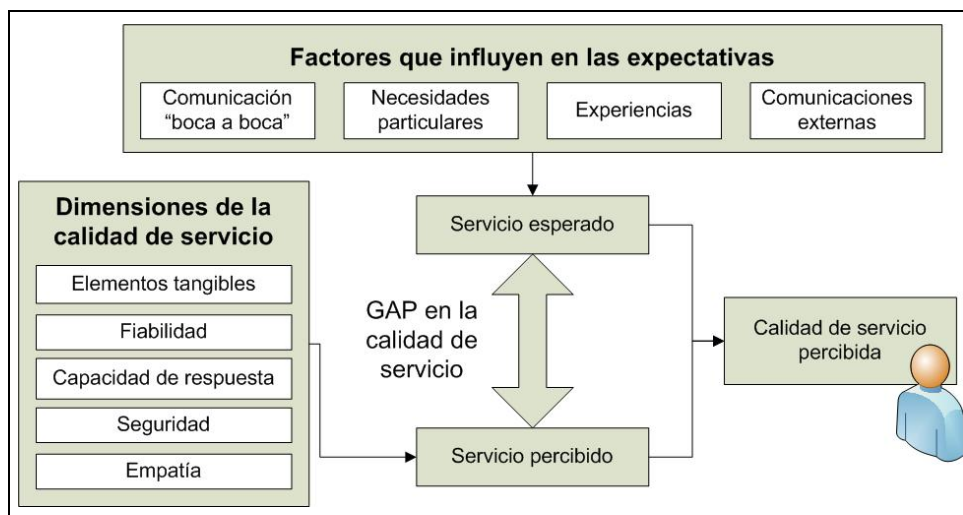 Factores que influyen en las expectativas
Comunicación
“boca a boca”
Necesidades
particulares
Experiencias
Comunicaciones
externas
Dimensiones de la
calidad de servicio
Elementos tangibles
Fiabilidad
Capacidad de respuesta
Seguridad
Empatía
Servicio esperado
GAP en la
calidad de
servicio
Servicio percibido
Calidad de servicio
percibida